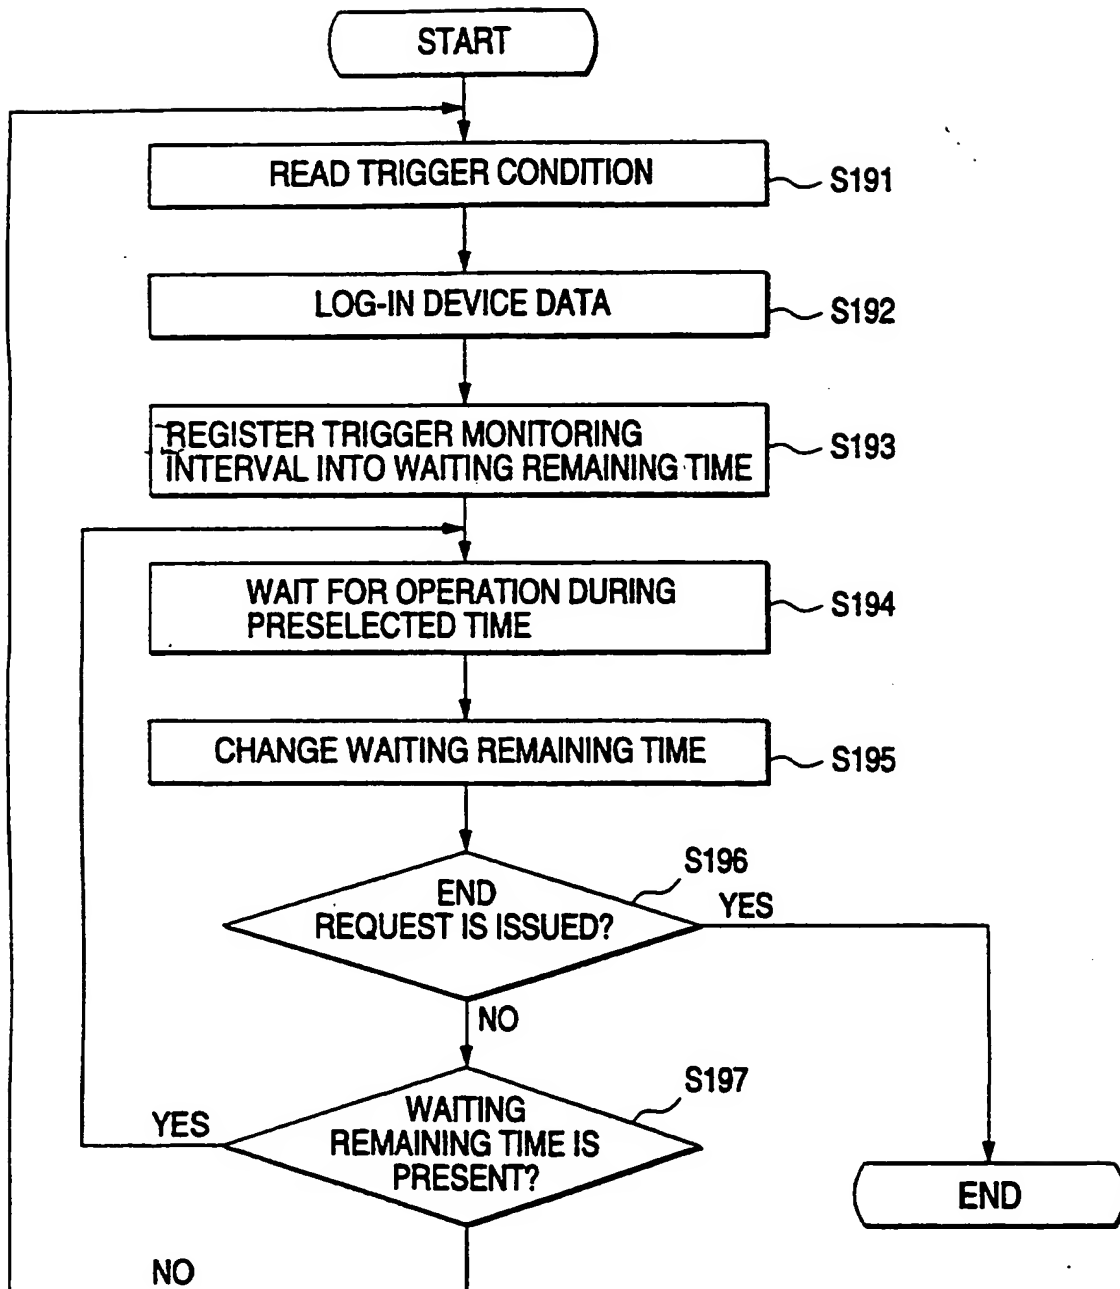 START
READ TRIGGER CONDITION
S191
LOG-IN DEVICE DATA
S192
REGISTER TRIGGER MONITORING
INTERVAL INTO WAITING REMAINING TIME
S193
WAIT FOR OPERATION DURING
PRESELECTED TIME
S194
CHANGE WAITING REMAINING TIME
S195
S196
END
REQUEST IS ISSUED?
YES
NO
S197
WAITING
REMAINING TIME IS
PRESENT?
YES
END
NO